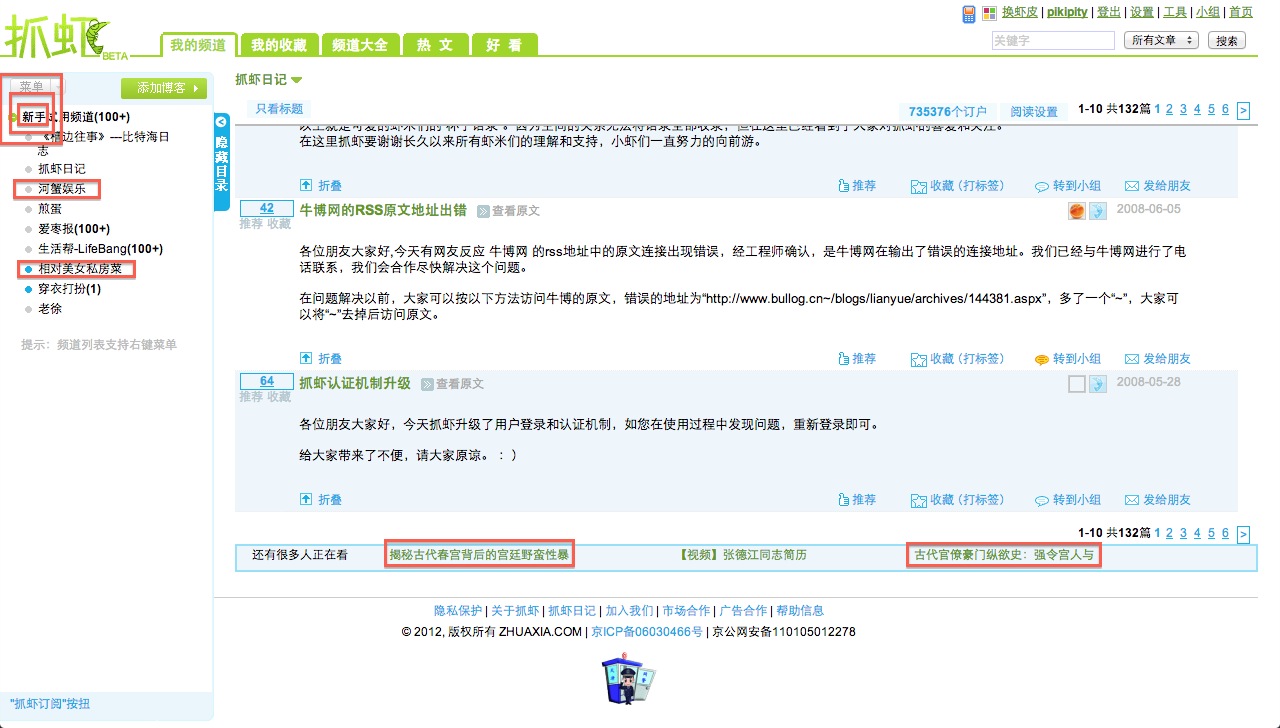 换虾皮 | pikipity | 登出 | 设置 | 工具 | 小组 | 首页
抓虾
BETA
我的频道 我的收藏 频道大全 热 文 好 看
关键字 所有文章 搜索
菜单 添加博客
新手试用频道(100+)
---比特海日
志
抓虾日记
河蟹娱乐
煎蛋
爱枣报(100+)
生活帮-LifeBang(100+)
相对美女私房菜
穿衣打扮(1)
老徐
提示：频道列表支持右键菜单
"抓虾订阅"按扭
隐藏目录
抓虾日记
只看标题 735376个订户 阅读设置 1-10 共132篇 1 2 3 4 5 6 >
在这里抓虾要谢谢长久以来所有虾米们的理解和支持，小虾们一直努力的向前游。
折叠 推荐 收藏（打标签） 转到小组 发给朋友
42 牛博网的RSS原文地址出错 查看原文 2008-06-05
推荐 收藏
各位朋友大家好,今天有网友反应 牛博网 的rss地址中的原文连接出现错误，经工程师确认，是牛博网在输出了错误的连接地址。我们已经与牛博网进行了电
话联系，我们会合作尽快解决这个问题。
在问题解决以前，大家可以按以下方法访问牛博的原文，错误的地址为“http://www.bullog.cn~/blogs/lianyue/archives/144381.aspx”，多了一个“~”，大家可
以将“~”去掉后访问原文。
折叠 推荐 收藏（打标签） 转到小组 发给朋友
64 抓虾认证机制升级 查看原文 2008-05-28
推荐 收藏
各位朋友大家好，今天抓虾升级了用户登录和认证机制，如您在使用过程中发现问题，重新登录即可。
给大家带来了不便，请大家原谅。：）
折叠 推荐 收藏（打标签） 转到小组 发给朋友
1-10 共132篇 1 2 3 4 5 6 >
还有很多人正在看 揭秘古代春宫背后的宫廷野蛮性暴 【视频】张德江同志简历 古代官僚豪门纵欲史：强令宫人与
隐私保护 | 关于抓虾 | 抓虾日记 | 加入我们 | 市场合作 | 广告合作 | 帮助信息
© 2012, 版权所有 ZHUAXIA.COM | 京ICP备06030466号 | 京公网安备110105012278